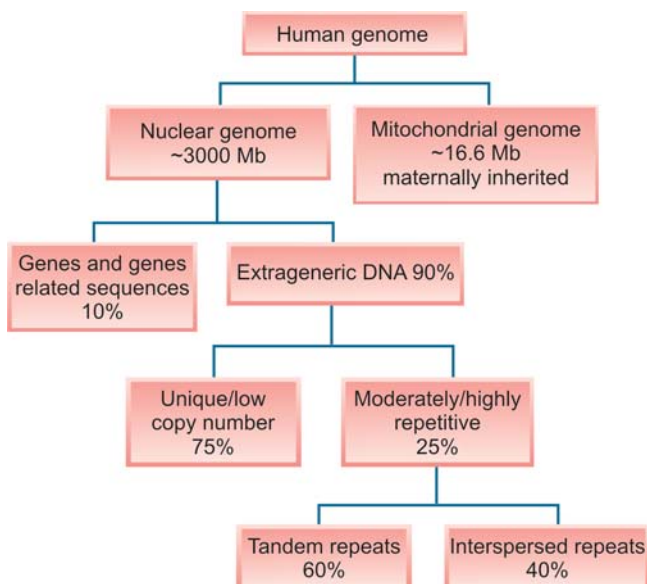 Human genome
Nuclear genome
~3000 Mb
Mitochondrial genome
~16.6 Mb
maternally inherited
Genes and genes
related sequences
10%
Extrageneric DNA 90%
Unique/low
copy number
75%
Moderately/highly
repetitive
25%
Tandem repeats
60%
Interspersed repeats
40%